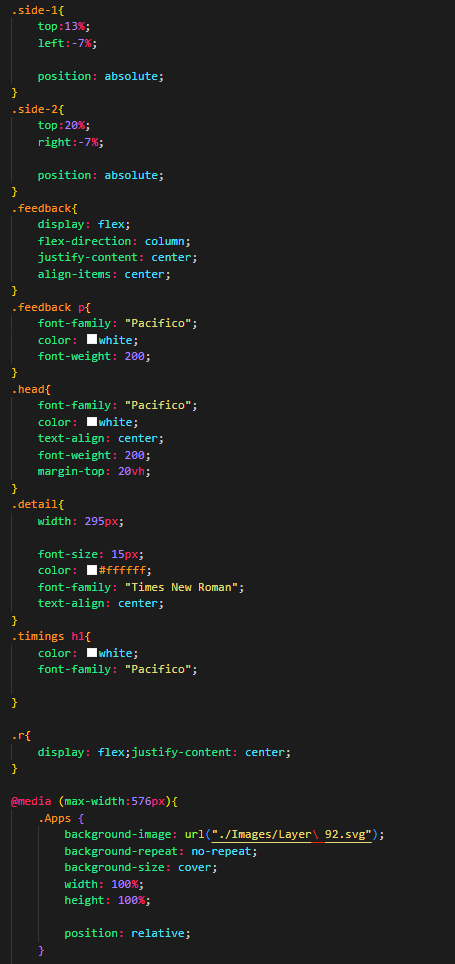 .side-1{
    top:13%;
    left:-7%;

    position: absolute;
}
.side-2{
    top:20%;
    right:-7%;

    position: absolute;
}
.feedback{
    display: flex;
    flex-direction: column;
    justify-content: center;
    align-items: center;
}
.feedback p{
    font-family: "Pacifico";
    color: white;
    font-weight: 200;
}
.head{
    font-family: "Pacifico";
    color: white;
    text-align: center;
    font-weight: 200;
    margin-top: 20vh;
}
.detail{
    width: 295px;

    font-size: 15px;
    color: #ffffff;
    font-family: "Times New Roman";
    text-align: center;
}
.timings h1{
    color: white;
    font-family: "Pacifico";

}

.r{
    display: flex;justify-content: center;
}

@media (max-width:576px){
    .Apps {
        background-image: url("./Images/Layer\ 92.svg");
        background-repeat: no-repeat;
        background-size: cover;
        width: 100%;
        height: 100%;

        position: relative;
    }